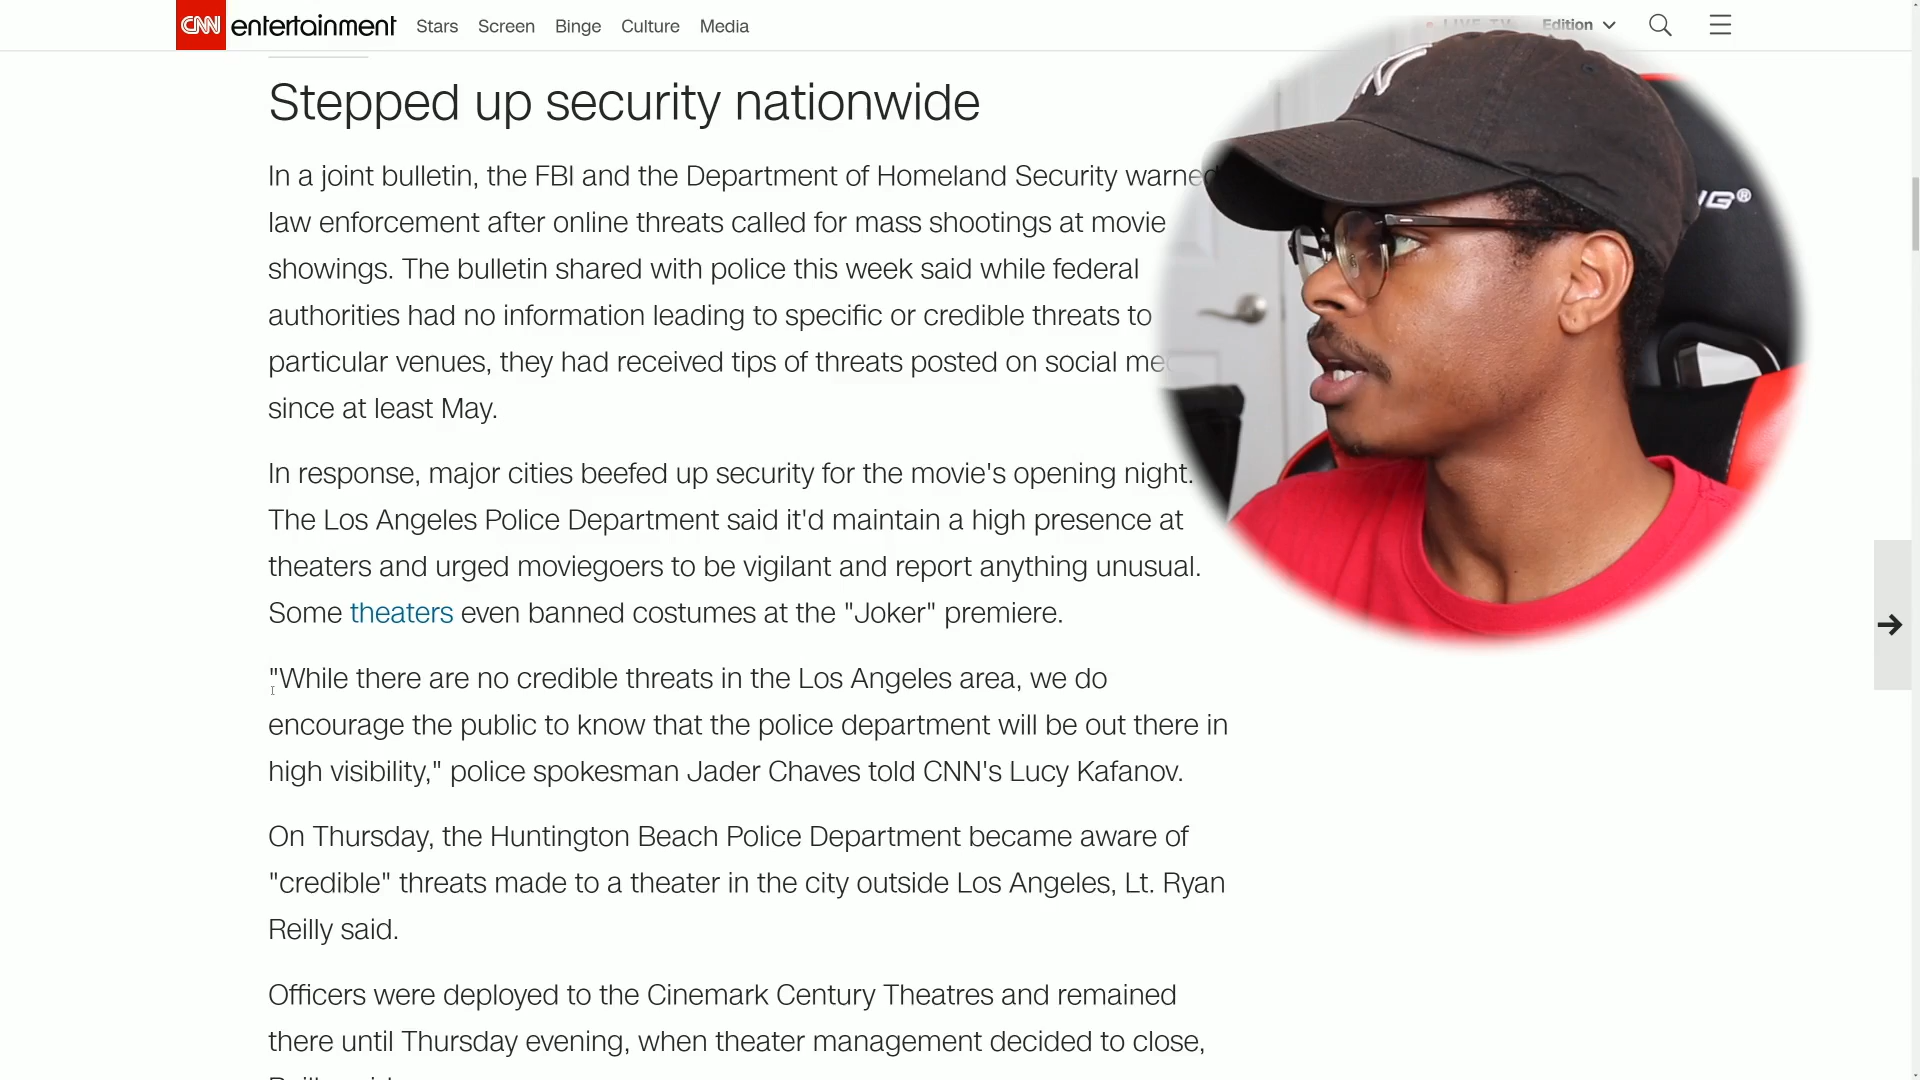 CNN entertainment Stars Screen Binge Culture Media LIVE TV Edition
Stepped up security nationwide
In a joint bulletin, the FBI and the Department of Homeland Security warned
law enforcement after online threats called for mass shootings at movie
showings. The bulletin shared with police this week said while federal
authorities had no information leading to specific or credible threats to
particular venues, they had received tips of threats posted on social
since at least May.
In response, major cities beefed up security for the movie's opening night.
The Los Angeles Police Department said it'd maintain a high presence at
theaters and urged moviegoers to be vigilant and report anything unusual.
Some theaters even banned costumes at the "Joker" premiere.
"While there are no credible threats in the Los Angeles area, we do
encourage the public to know that the police department will be out there in
high visibility," police spokesman Jader Chaves told CNN's Lucy Kafanov.
On Thursday, the Huntington Beach Police Department became aware of
"credible" threats made to a theater in the city outside Los Angeles, Lt. Ryan
Reilly said.
Officers were deployed to the Cinemark Century Theatres and remained
there until Thursday evening, when theater management decided to close,